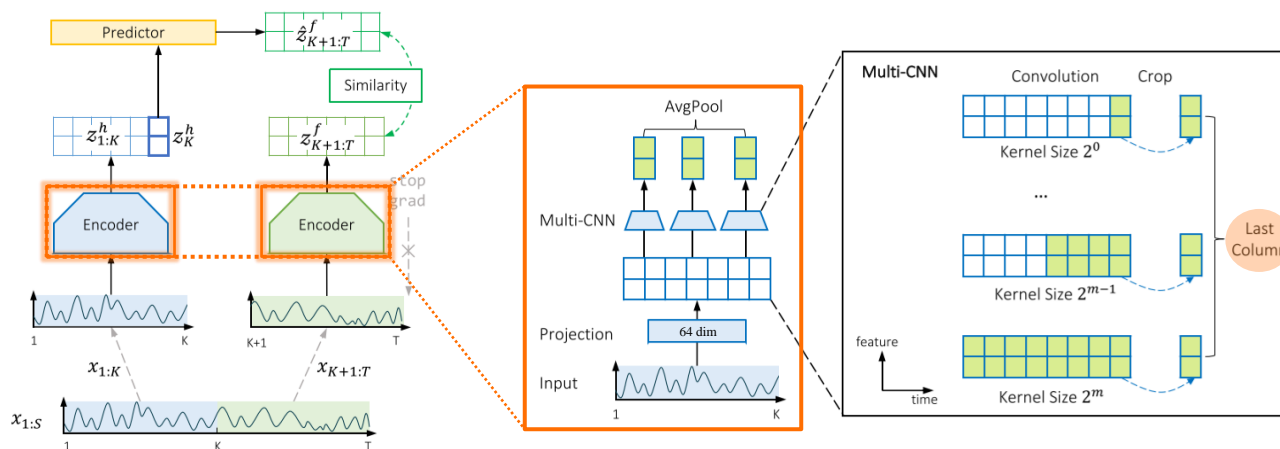 Predictor
ẑ^f_{K+1:T}
Similarity
z^h_{1:K}
z^h_K
z^f_{K+1:T}
stop
grad
Encoder
Encoder
1
K
K+1
T
x_{1:K}
x_{K+1:T}
x_{1:S}
1
K
T
AvgPool
Multi-CNN
Projection
64 dim
Input
1
K
Multi-CNN
Convolution
Crop
Kernel Size 2^0
...
Kernel Size 2^{m-1}
Last
Column
feature
time
Kernel Size 2^m